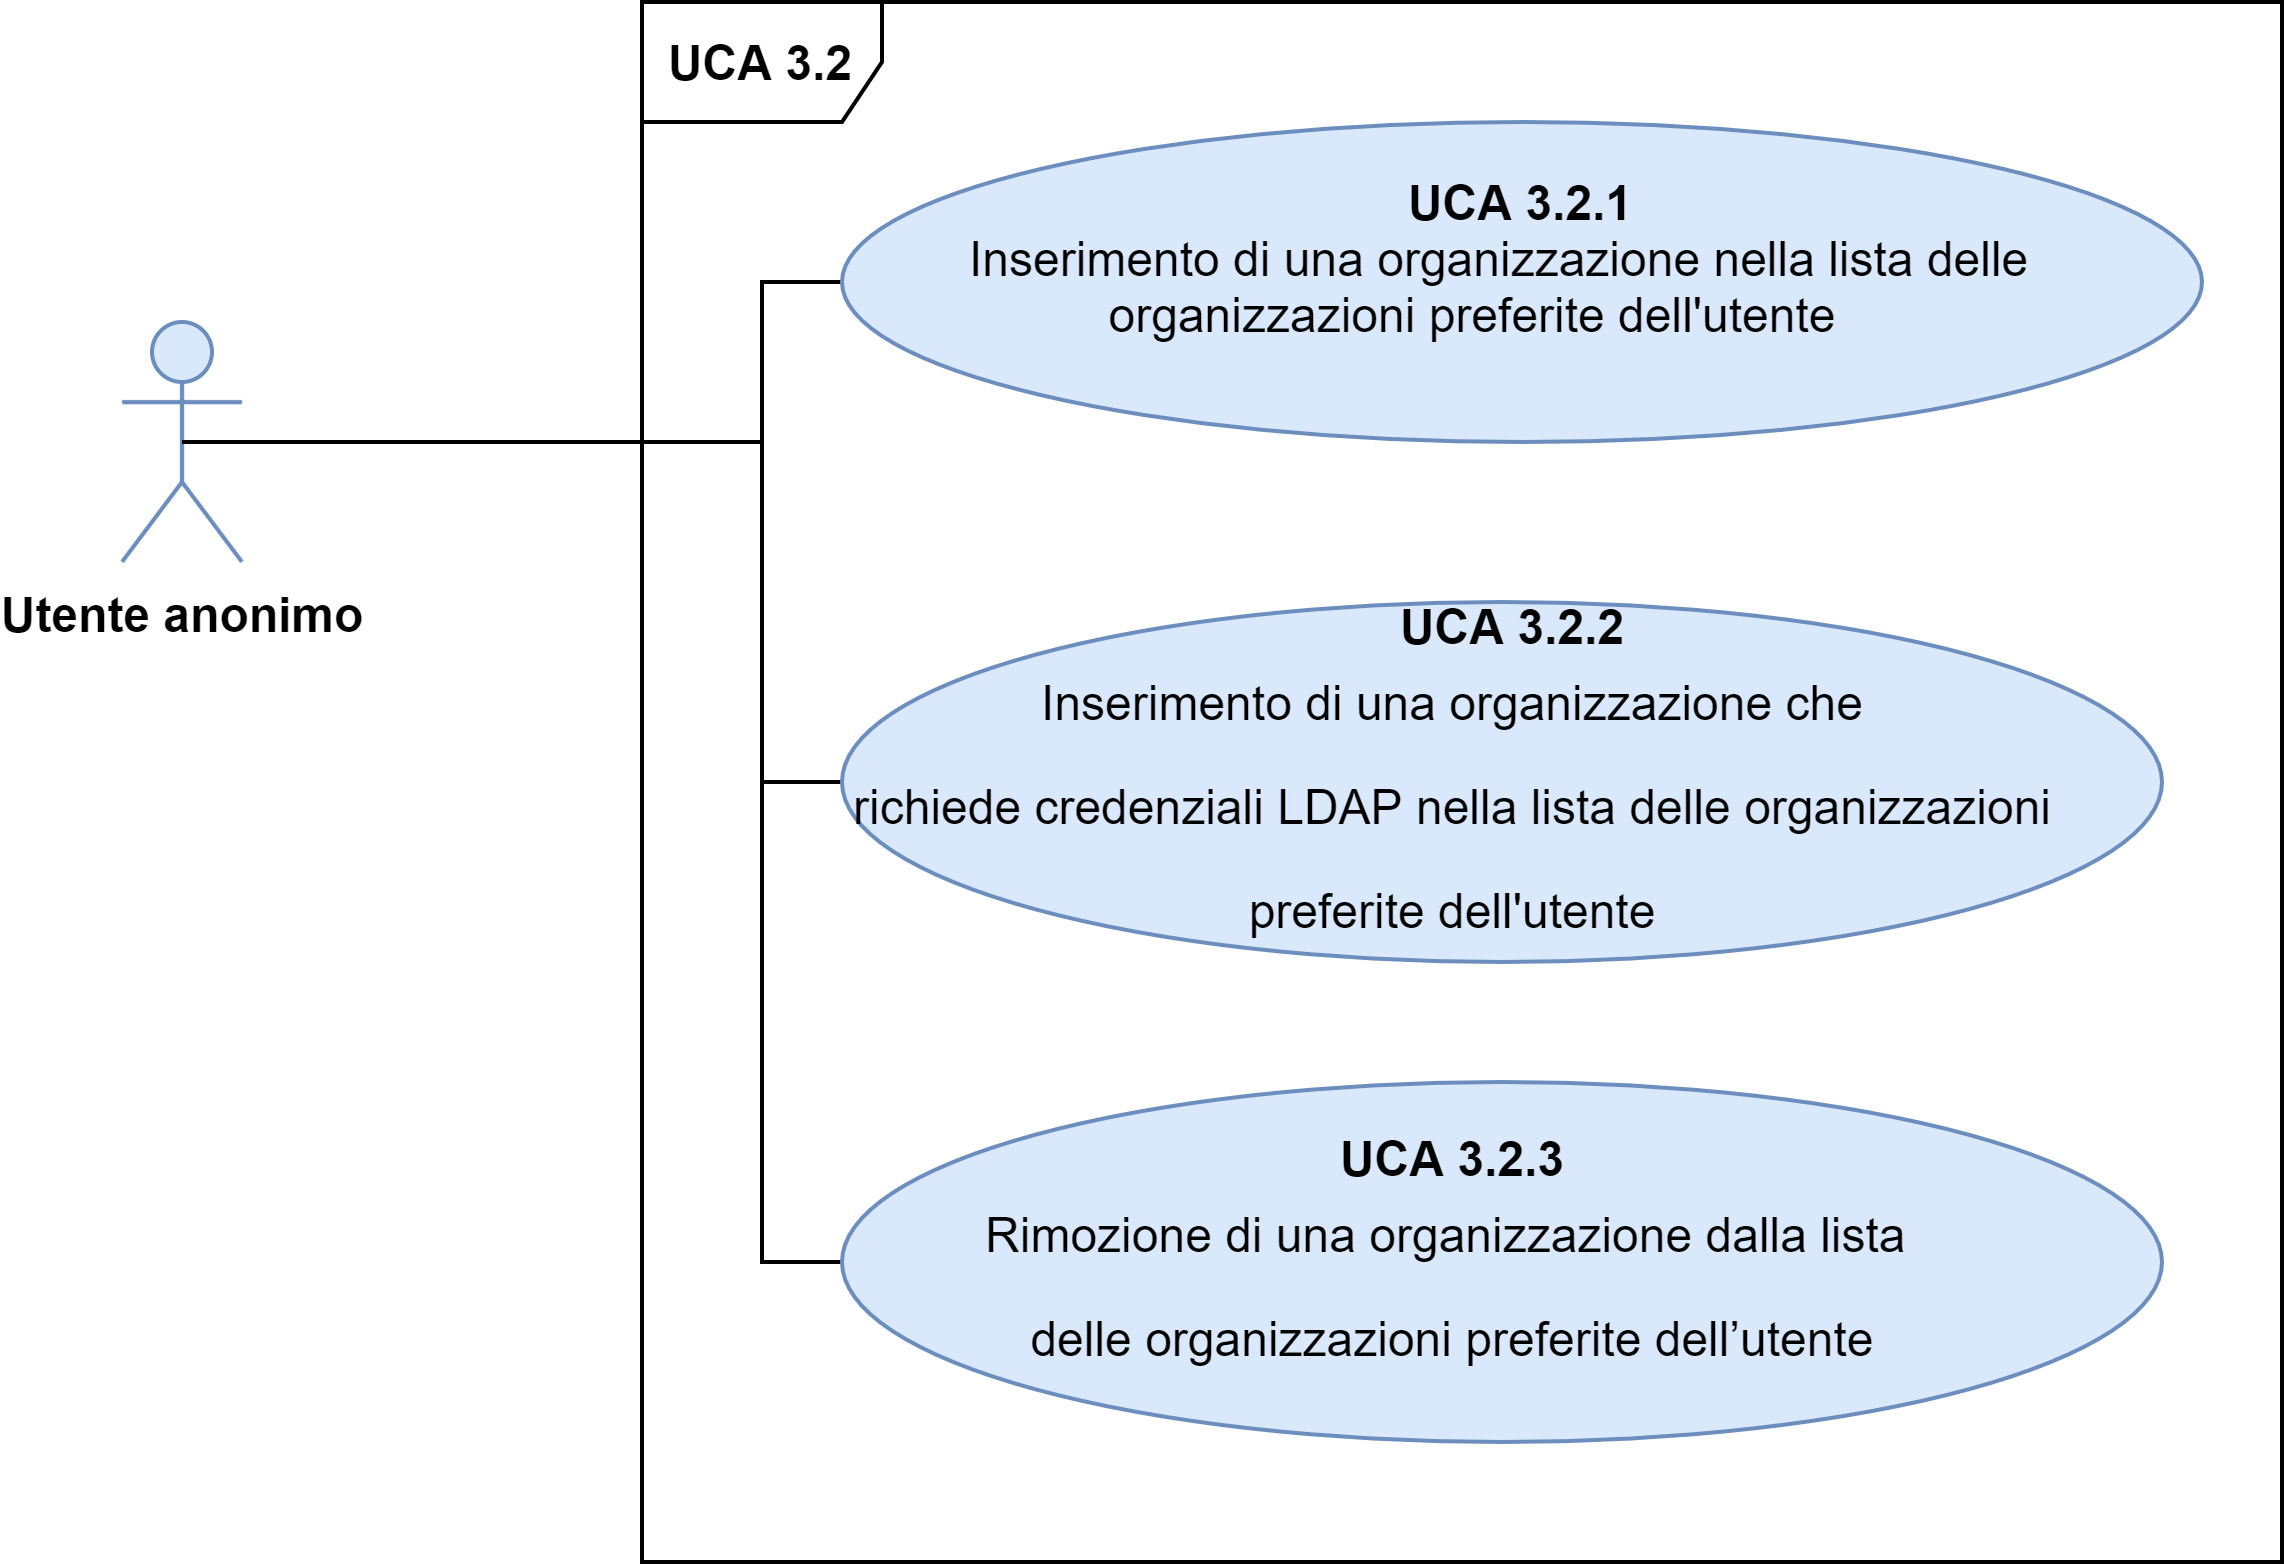 UCA 3.2
UCA 3.2.1
Inserimento di una organizzazione nella lista delle
organizzazioni preferite dell'utente
Utente anonimo
UCA 3.2.2
Inserimento di una organizzazione che
richiede credenziali LDAP nella lista delle organizzazioni
preferite dell'utente
UCA 3.2.3
Rimozione di una organizzazione dalla lista
delle organizzazioni preferite dell’utente